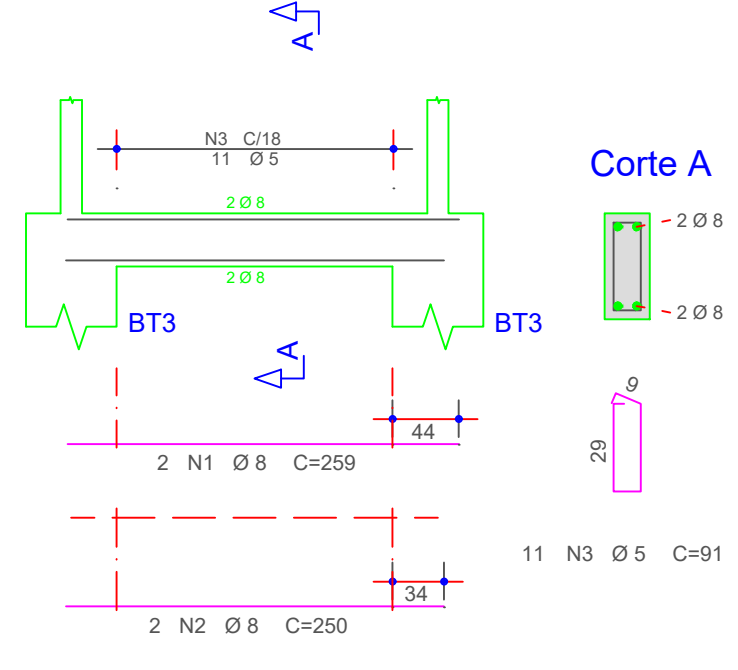 A
N3 C/18
11 Ø 5
Corte A
2 Ø 8
2 Ø 8
2 Ø 8
2 Ø 8
BT3
BT3
A
9
44
29
2 N1 Ø 8 C=259
11 N3 Ø 5 C=91
34
2 N2 Ø 8 C=250